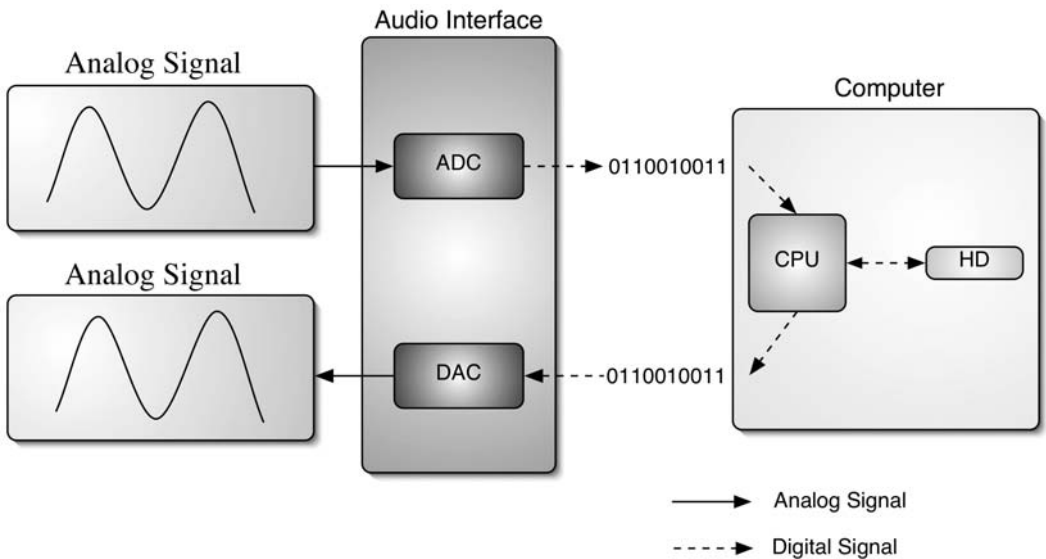 Audio Interface
Analog Signal
Computer
ADC
0110010011
CPU
HD
Analog Signal
DAC
0110010011
Analog Signal
Digital Signal